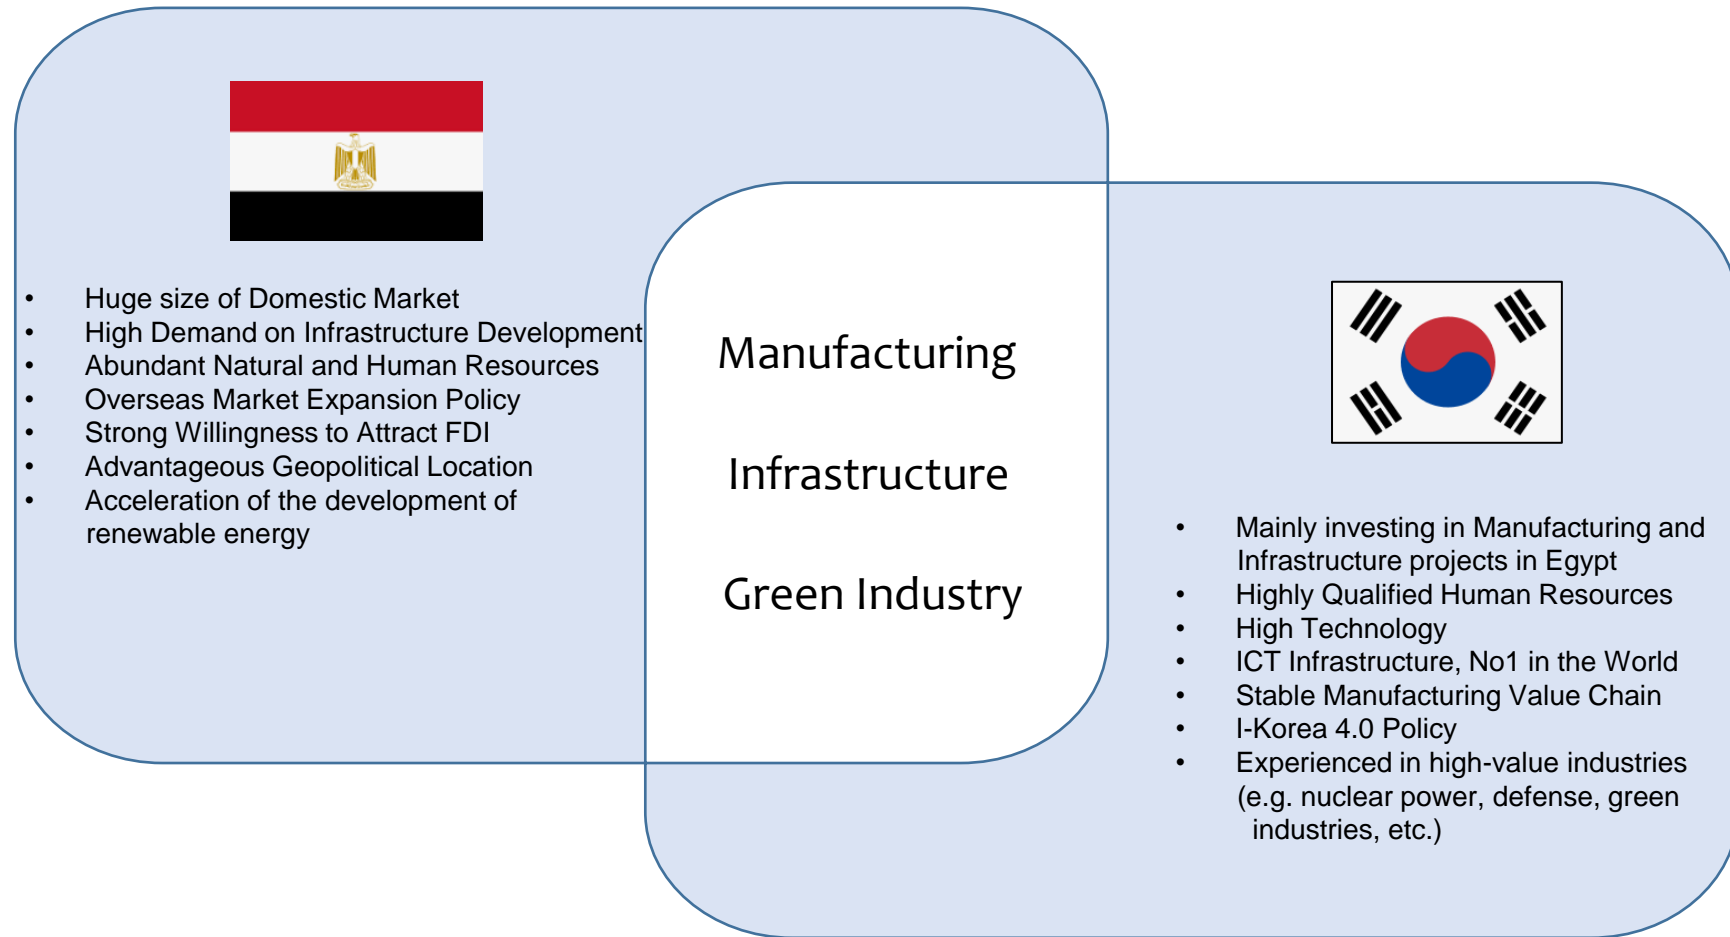 • Huge size of Domestic Market
• High Demand on Infrastructure Development
• Abundant Natural and Human Resources
• Overseas Market Expansion Policy
• Strong Willingness to Attract FDI
• Advantageous Geopolitical Location
• Acceleration of the development of
renewable energy
Manufacturing
Infrastructure
Green Industry
• Mainly investing in Manufacturing and
Infrastructure projects in Egypt
• Highly Qualified Human Resources
• High Technology
• ICT Infrastructure, No1 in the World
• Stable Manufacturing Value Chain
• I-Korea 4.0 Policy
• Experienced in high-value industries
(e.g. nuclear power, defense, green
industries, etc.)